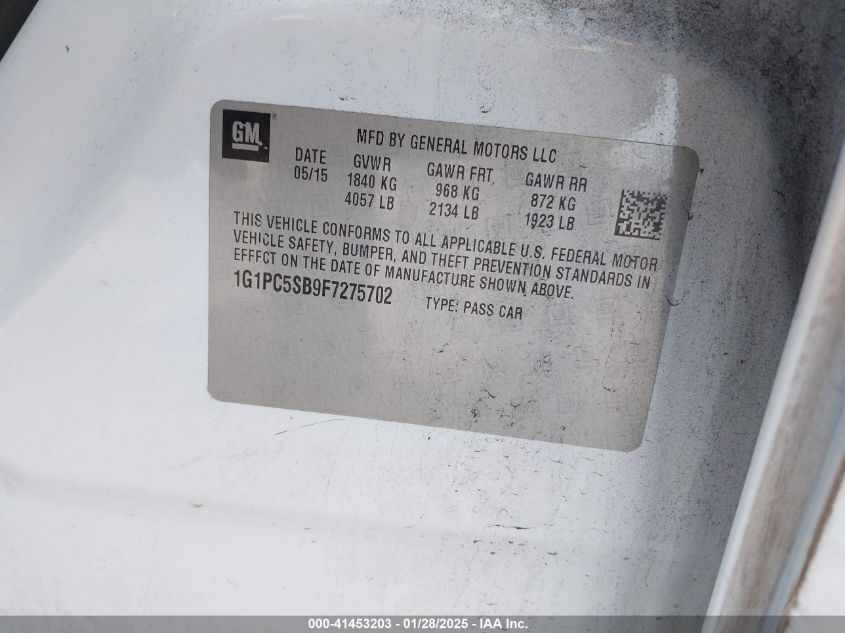 GM ®
MFD BY GENERAL MOTORS LLC
DATE GVWR GAWR FRT GAWR RR
05/15 1840 KG 968 KG 872 KG
4057 LB 2134 LB 1923 LB
THIS VEHICLE CONFORMS TO ALL APPLICABLE U.S. FEDERAL MOTOR
VEHICLE SAFETY, BUMPER, AND THEFT PREVENTION STANDARDS IN
EFFECT ON THE DATE OF MANUFACTURE SHOWN ABOVE.
1G1PC5SB9F7275702 TYPE: PASS CAR
000-41453203 - 01/28/2025 - IAA Inc.